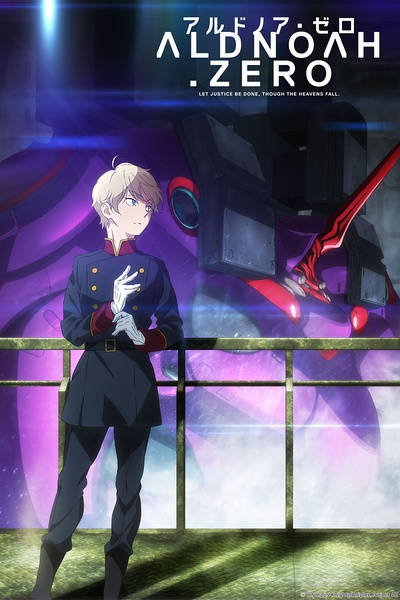 アルドノア・ゼロ
ALDNOAH
.ZERO
LET JUSTICE BE DONE, THOUGH THE HEAVENS FALL.